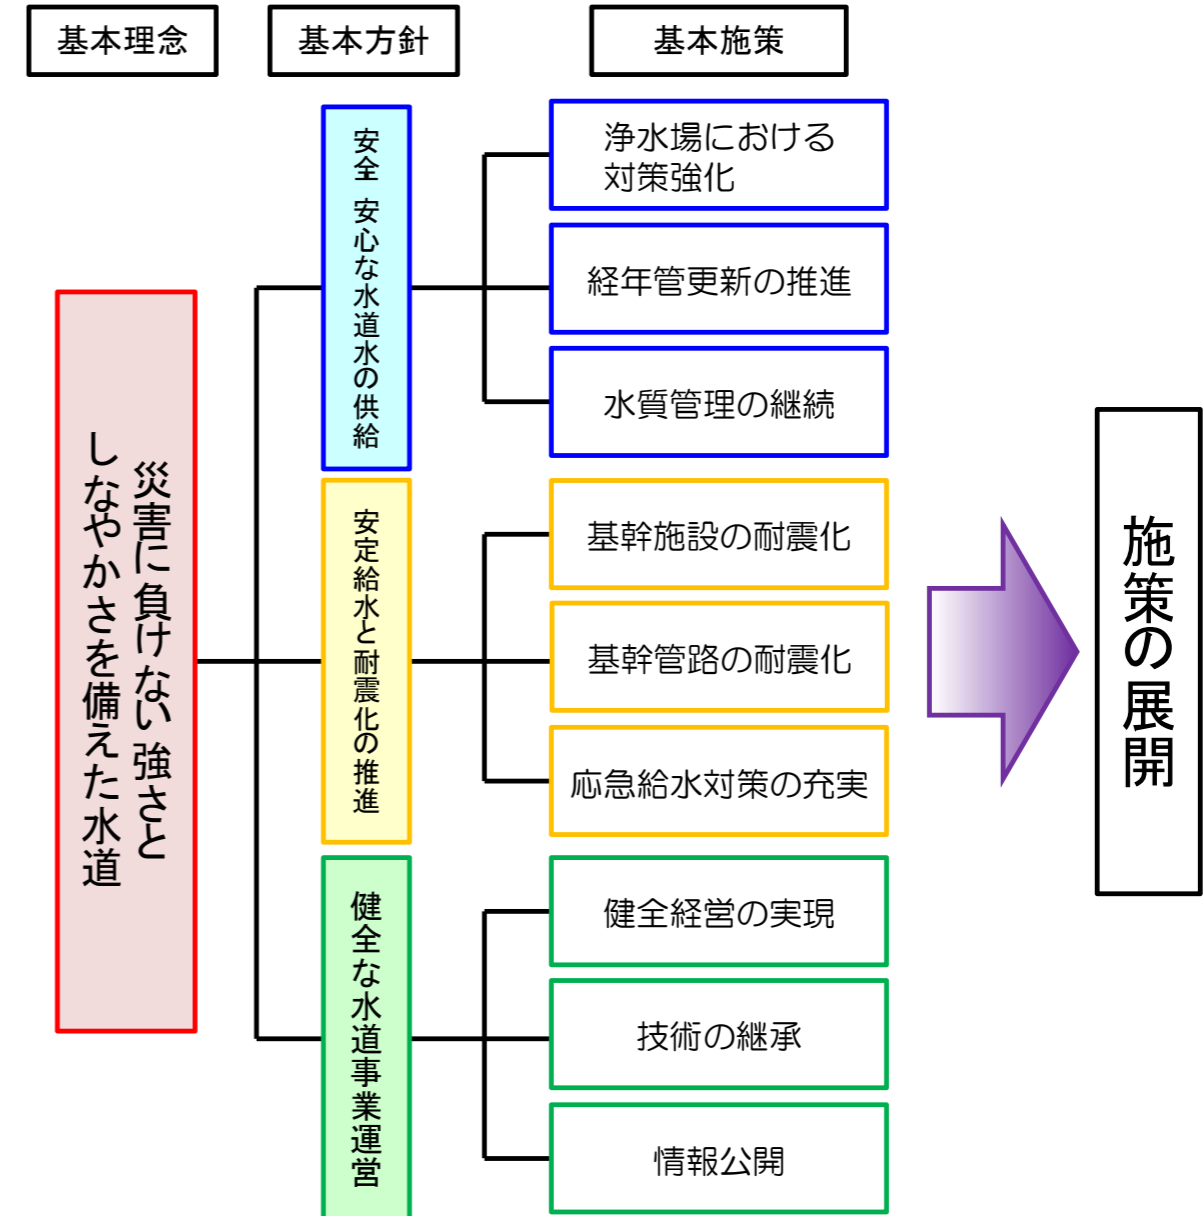 基本理念
基本方針
基本施策
災害に負けない強さと
しなやかさを備えた水道
安全 安心な水道水の供給
浄水場における
対策強化
経年管更新の推進
水質管理の継続
安定給水と耐震化の推進
基幹施設の耐震化
基幹管路の耐震化
応急給水対策の充実
健全な水道事業運営
健全経営の実現
技術の継承
情報公開
施策の展開